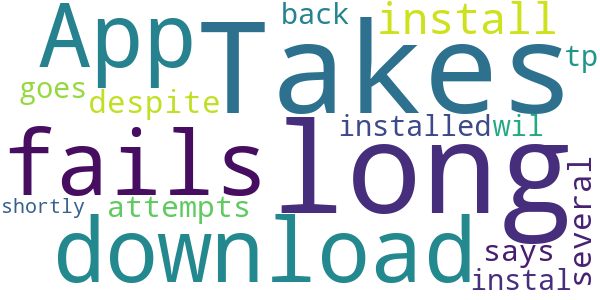 App
Takes
back
install
tp
goes
despite
fails
long
installed
wil
several
shortly
attempts
download
says
instal